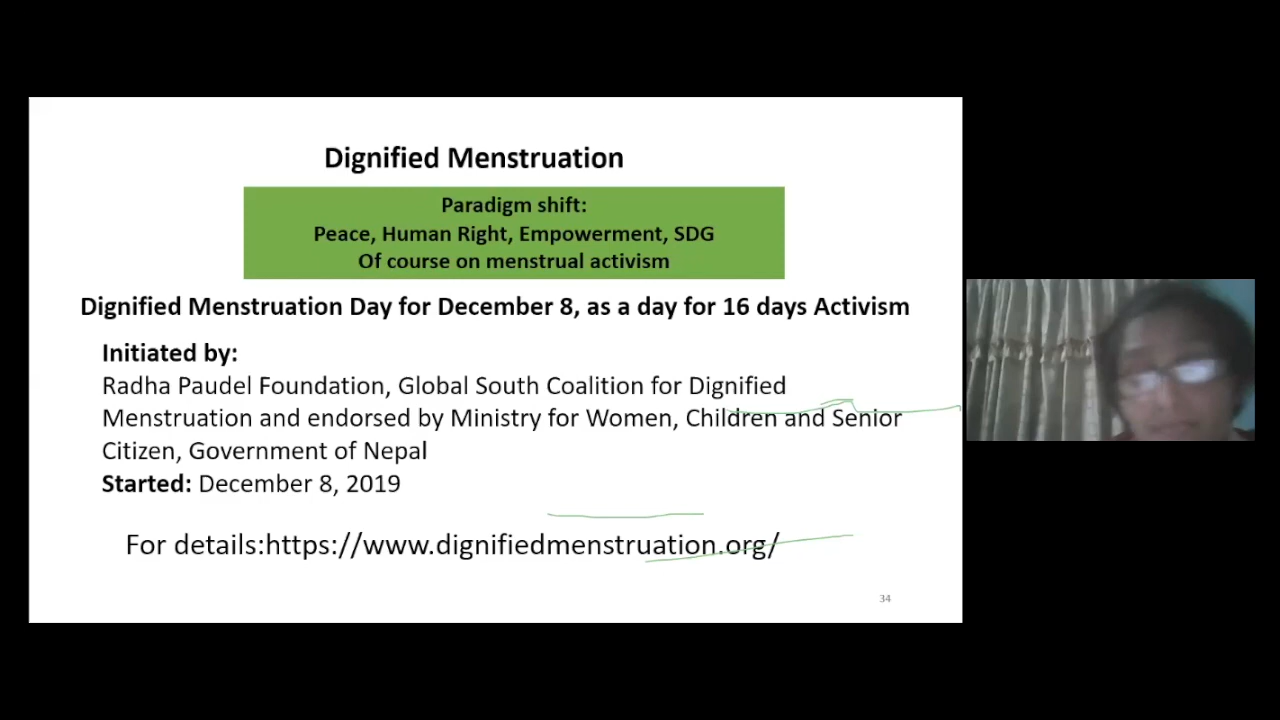 Dignified Menstruation
Paradigm shift:
Peace, Human Right, Empowerment, SDG
Of course on menstrual activism
Dignified Menstruation Day for December 8, as a day for 16 days Activism
Initiated by:
Radha Paudel Foundation, Global South Coalition for Dignified
Menstruation and endorsed by Ministry for Women, Children and Senior
Citizen, Government of Nepal
Started: December 8, 2019
For details:https://www.dignifiedmenstruation.org/
34